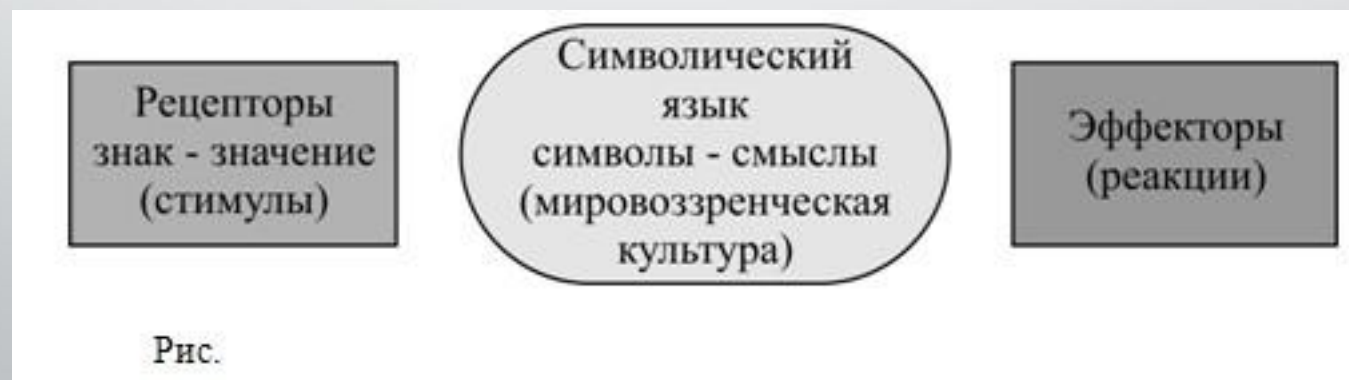 Рецепторы
знак - значение
(стимулы)
Символический
язык
символы - смыслы
(мировоззренческая
культура)
Эффекторы
(реакции)
Рис.